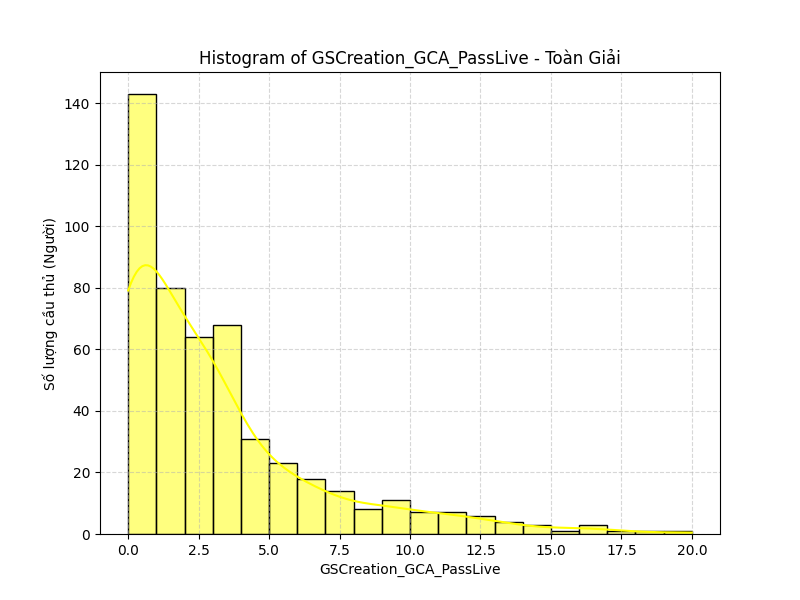 Histogram of GSCreation_GCA_PassLive - Toàn Giải
140
120
100
80
60
40
20
0
Số lượng cầu thủ (Người)
0.0 2.5 5.0 7.5 10.0 12.5 15.0 17.5 20.0
GSCreation_GCA_PassLive